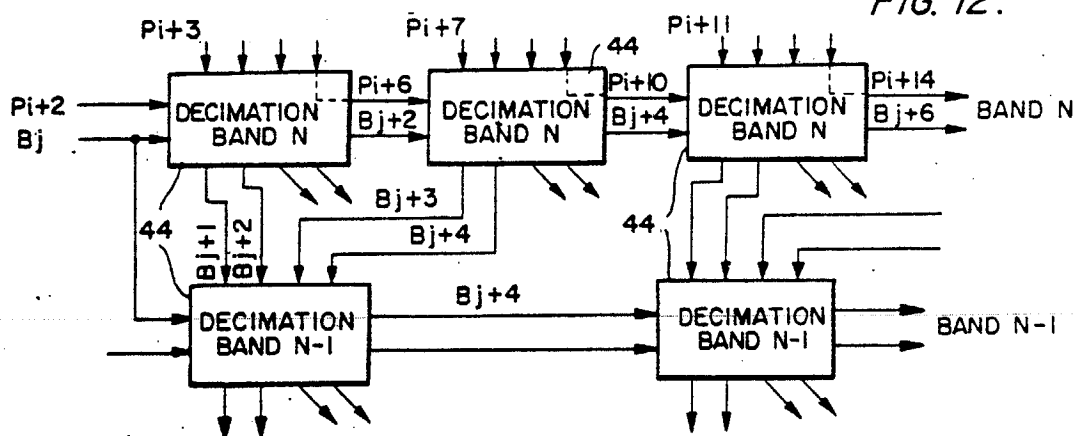 FIG. 12.
Pi+3 Pi+7 44 Pi+11
Pi+2 DECIMATION BAND N Pi+6 DECIMATION BAND N Pi+10 DECIMATION BAND N Pi+14 BAND N
Bj Bj+2 Bj+4 Bj+6
44 Bj+1 Bj+2 Bj+3 Bj+4 44 44
DECIMATION BAND N-1 Bj+4 DECIMATION BAND N-1 BAND N-1